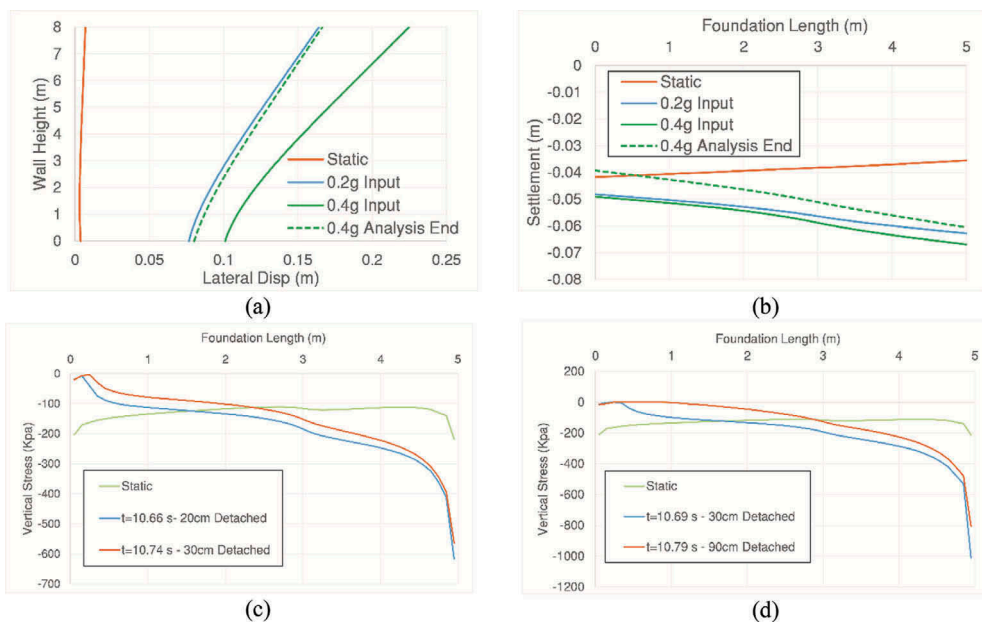 8
7
6
5
4
3
2
1
0
Wall Height (m)
Static
0.2g Input
0.4g Input
0.4g Analysis End
0 0.05 0.1 0.15 0.2 0.25
Lateral Disp (m)
(a)
Foundation Length (m)
0 1 2 3 4 5
0
-0.01
-0.02
-0.03
-0.04
-0.05
-0.06
-0.07
-0.08
Settlement (m)
Static
0.2g Input
0.4g Input
0.4g Analysis End
(b)
Foundation Length (m)
0 1 2 3 4 5
0
-100
-200
-300
-400
-500
-600
-700
Vertical Stress (Kpa)
Static
t=10.66 s- 20cm Detached
t=10.74 s - 30cm Detached
(c)
Foundation Length (m)
0 1 2 3 4 5
200
0
-200
-400
-600
-800
-1000
-1200
Vertical Stress (Kpa)
Static
t=10.69 s - 30cm Detached
t=10.79 s - 90cm Detached
(d)